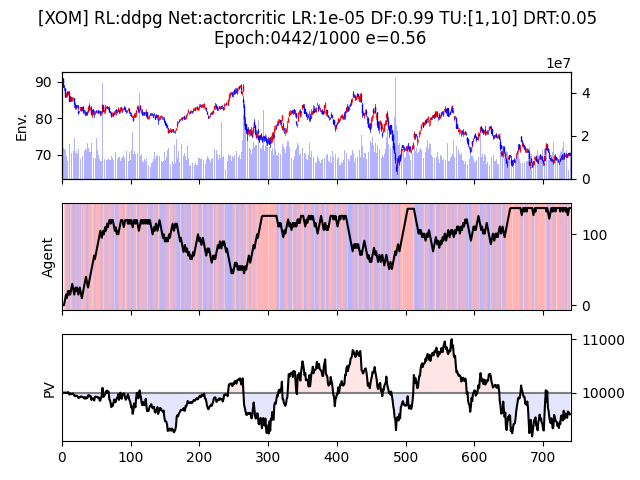 [XOM] RL:ddpg Net:actorcritic LR:1e-05 DF:0.99 TU:[1,10] DRT:0.05
Epoch:0442/1000 e=0.56
1e7
90
80
70
Env.
4
2
0
Agent
100
0
PV
11000
10000
0 100 200 300 400 500 600 700